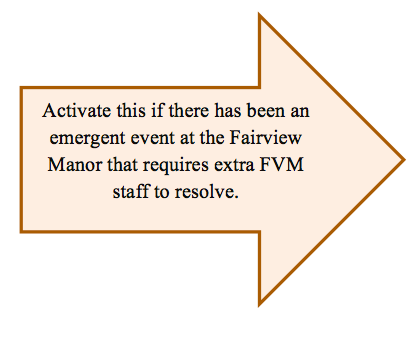 Activate this if there has been an
emergent event at the Fairview
Manor that requires extra FVM
staff to resolve.